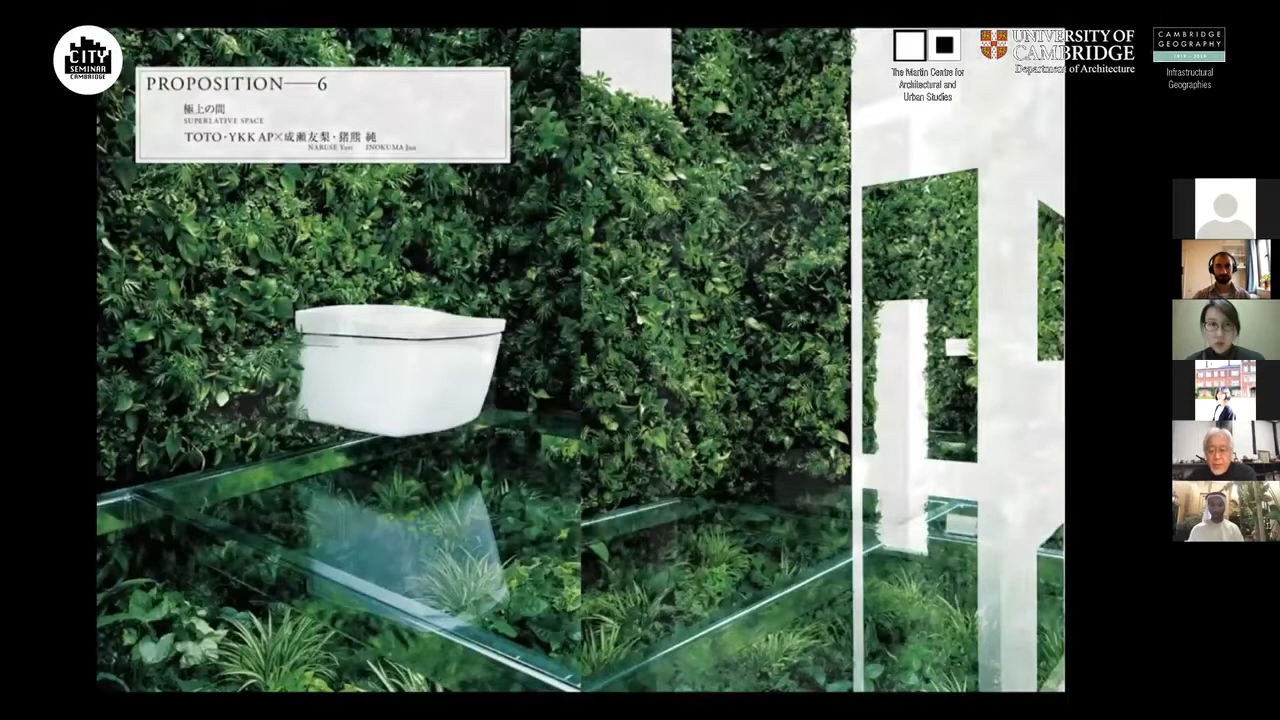 CITY
SEMINAR
CAMBRIDGE
PROPOSITION——6
極上の間
SUPERLATIVE SPACE
TOTO・YKK AP×成瀬友梨・猪熊 純
NARUSE Yuri INOKUMA Jun
The Martin Centre for
Architectural and
Urban Studies
UNIVERSITY OF
CAMBRIDGE
Department of Architecture
CAMBRIDGE
GEOGRAPHY
1919 - 2019
Infrastructural
Geographies